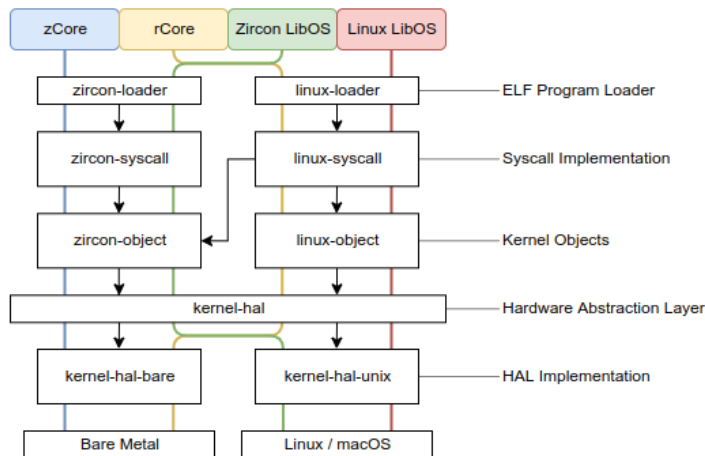 zCore rCore Zircon LibOS Linux LibOS
zircon-loader linux-loader ELF Program Loader
zircon-syscall linux-syscall Syscall Implementation
zircon-object linux-object Kernel Objects
kernel-hal Hardware Abstraction Layer
kernel-hal-bare kernel-hal-unix HAL Implementation
Bare Metal Linux / macOS